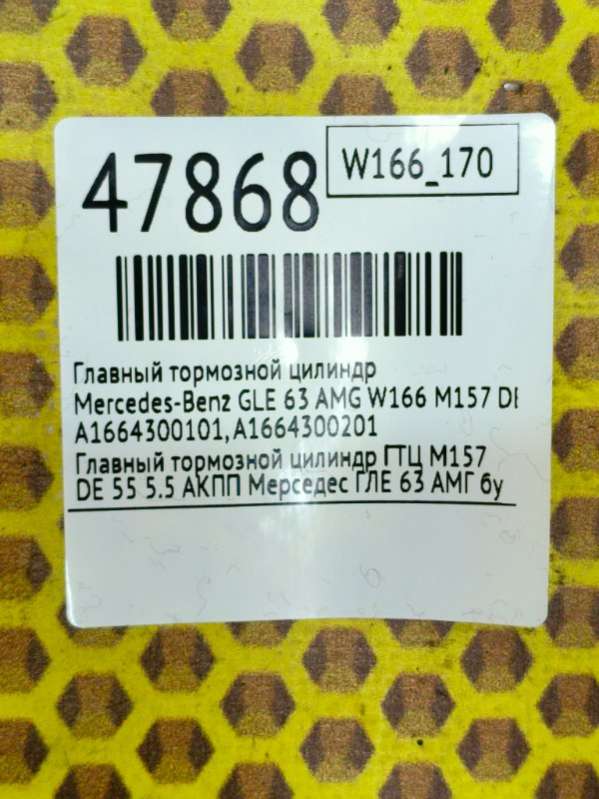 47868
W166_170
Главный тормозной цилиндр
Mercedes-Benz GLE 63 AMG W166 M157 DE
A1664300101, A1664300201
Главный тормозной цилиндр ГТЦ M157
DE 55 5.5 АКПП Мерседес ГЛЕ 63 АМГ бу